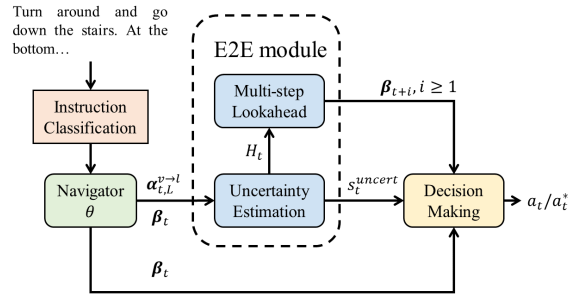 Turn around and go
down the stairs. At the
bottom…
E2E module
Instruction
Classification
Multi-step
Lookahead
β_{t+i}, i ≥ 1
H_t
Navigator
θ
α_{t,L}^{v→l}
β_t
Uncertainty
Estimation
s_t^{uncert}
Decision
Making
a_t/a_t^*
β_t